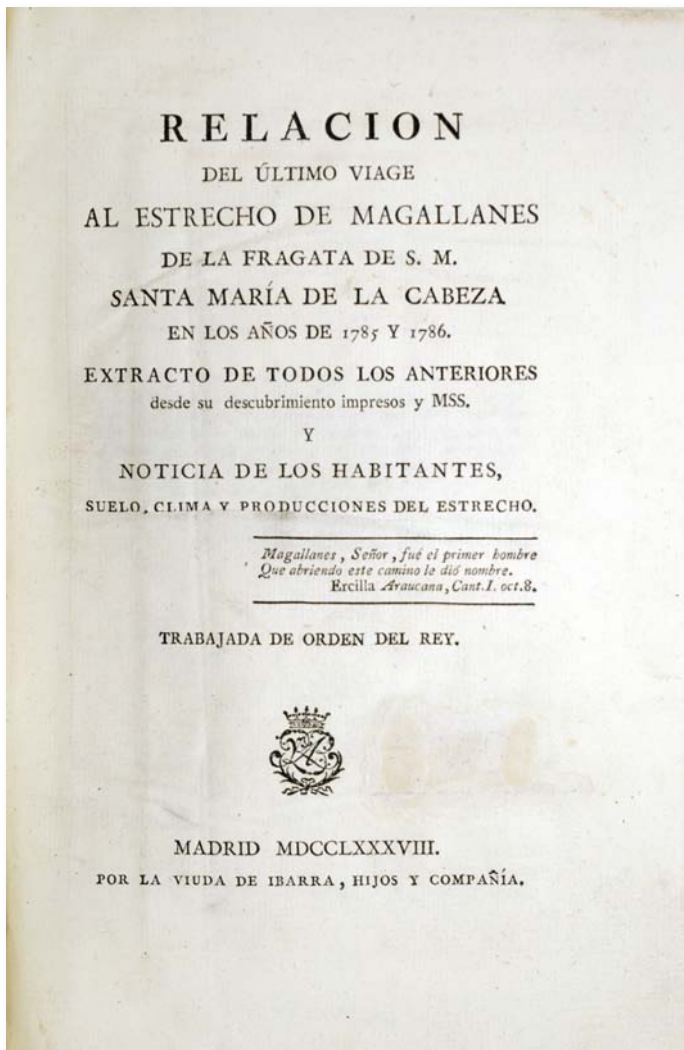 RELACION
DEL ÚLTIMO VIAGE
AL ESTRECHO DE MAGALLANES
DE LA FRAGATA DE S. M.
SANTA MARÍA DE LA CABEZA
EN LOS AÑOS DE 1785 Y 1786.
EXTRACTO DE TODOS LOS ANTERIORES
desde su descubrimiento impresos y MSS.
Y
NOTICIA DE LOS HABITANTES,
SUELO, CLIMA Y PRODUCCIONES DEL ESTRECHO.
Magallanes, Señor, fué el primer hombre
Que abriendo este camino le dió nombre.
Ercilla Araucana, Cant.I. oct.8.
TRABAJADA DE ORDEN DEL REY.
MADRID MDCCLXXXVIII.
POR LA VIUDA DE IBARRA, HIJOS Y COMPAÑÍA.